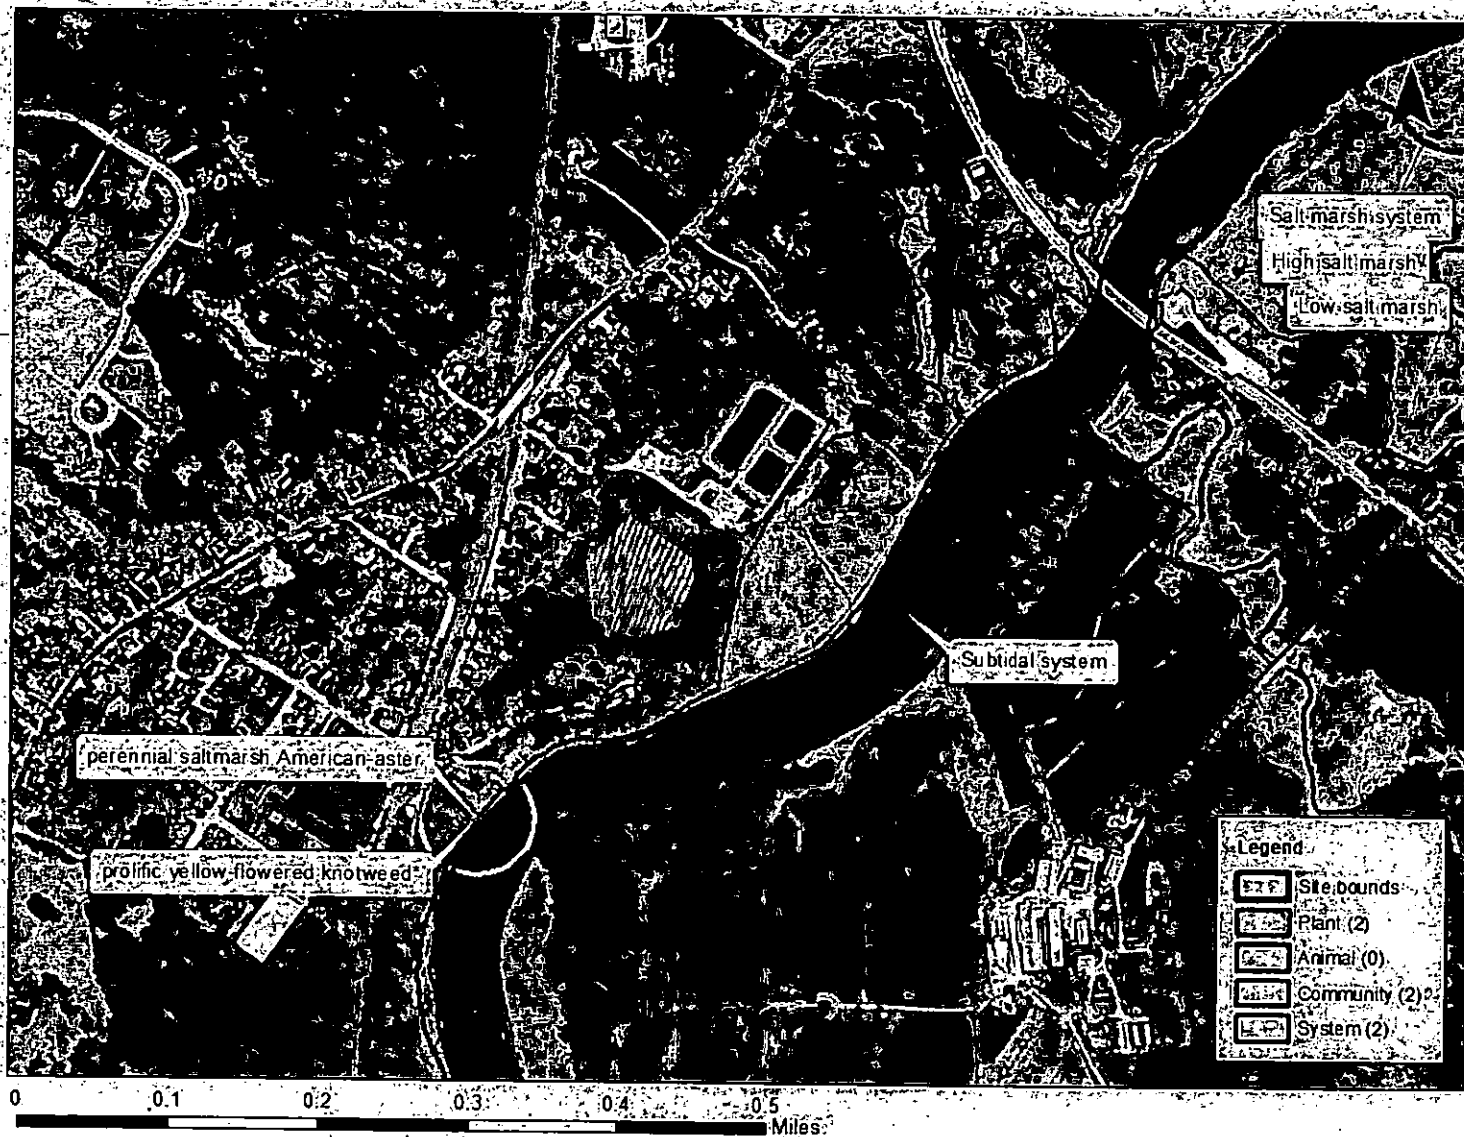 Salt marsh system
High salt marsh
Low salt marsh
Subtidal system
perennial saltmarsh American-aster
prolific yellow-flowered knotweed
Legend
Site bounds
Plant (2)
Animal (0)
Community (2)
System (2)
0 0.1 0.2 0.3 0.4 0.5
Miles